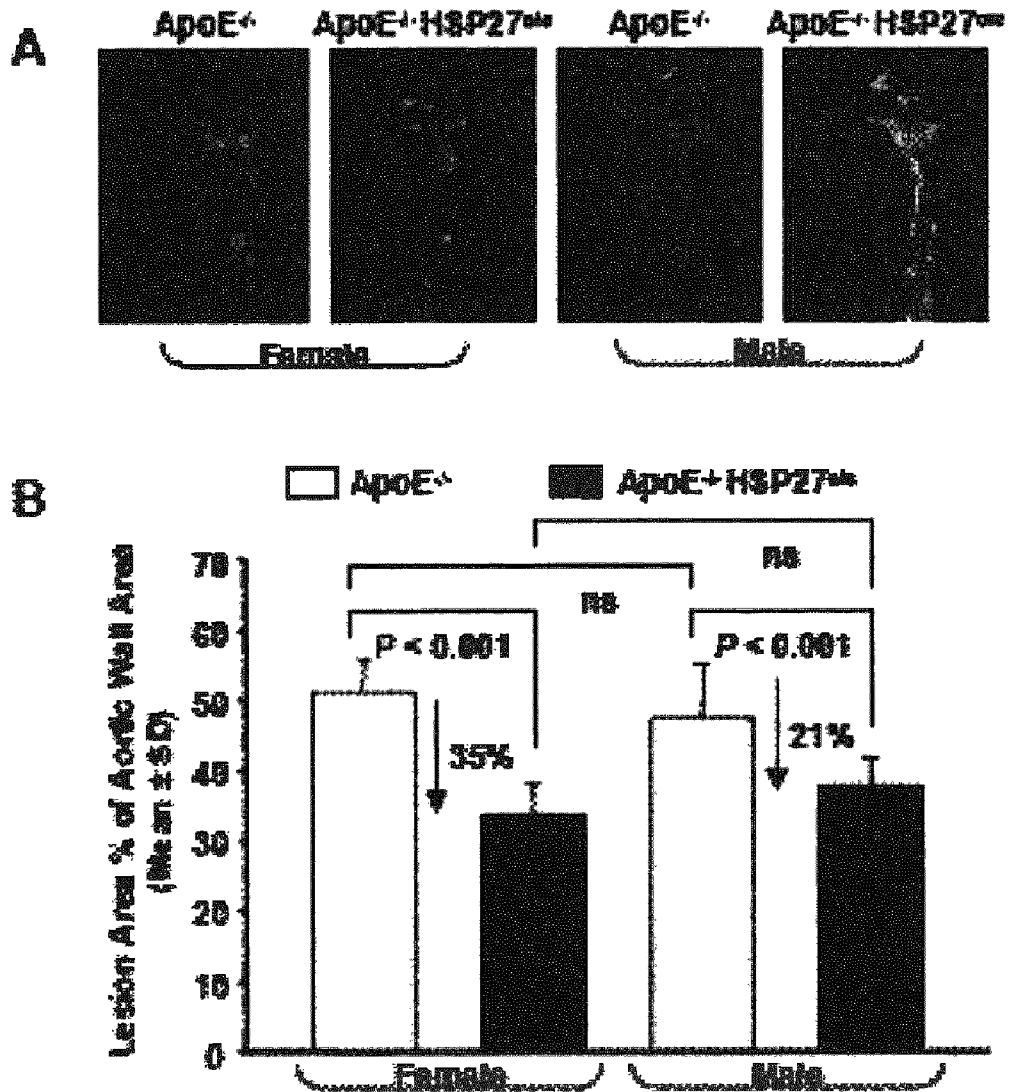 A
ApoE-/- ApoE-/- HSP27o/e ApoE-/- ApoE-/- HSP27o/e
Female Male
B
ApoE-/- ApoE-/- HSP27o/e
Lesion Area % of Aortic Wall Area
(Mean ± SD)
70
60
50
40
30
20
10
0
ns
ns
P < 0.001 P < 0.001
35% 21%
Female Male